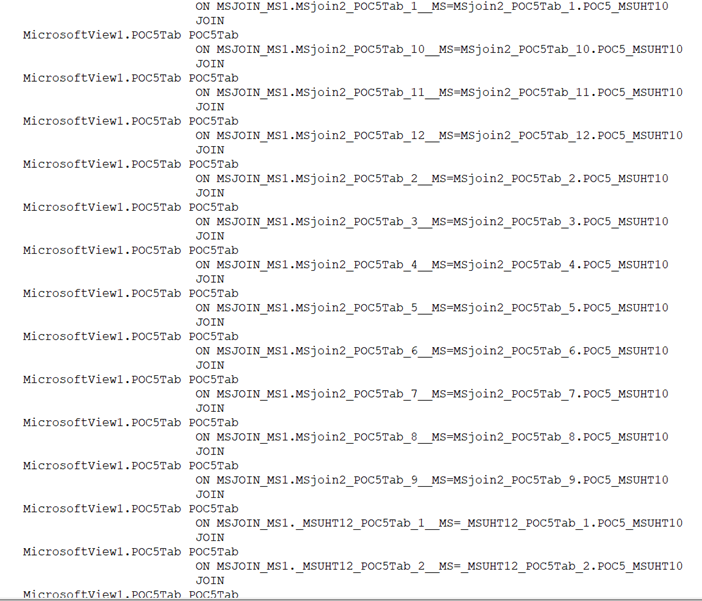 ON MSJOIN_MS1.MSjoin2_POC5Tab_1__MS=MSjoin2_POC5Tab_1.POC5_MSUHT10
JOIN
MicrosoftView1.POC5Tab POC5Tab
ON MSJOIN_MS1.MSjoin2_POC5Tab_10__MS=MSjoin2_POC5Tab_10.POC5_MSUHT10
JOIN
MicrosoftView1.POC5Tab POC5Tab
ON MSJOIN_MS1.MSjoin2_POC5Tab_11__MS=MSjoin2_POC5Tab_11.POC5_MSUHT10
JOIN
MicrosoftView1.POC5Tab POC5Tab
ON MSJOIN_MS1.MSjoin2_POC5Tab_12__MS=MSjoin2_POC5Tab_12.POC5_MSUHT10
JOIN
MicrosoftView1.POC5Tab POC5Tab
ON MSJOIN_MS1.MSjoin2_POC5Tab_2__MS=MSjoin2_POC5Tab_2.POC5_MSUHT10
JOIN
MicrosoftView1.POC5Tab POC5Tab
ON MSJOIN_MS1.MSjoin2_POC5Tab_3__MS=MSjoin2_POC5Tab_3.POC5_MSUHT10
JOIN
MicrosoftView1.POC5Tab POC5Tab
ON MSJOIN_MS1.MSjoin2_POC5Tab_4__MS=MSjoin2_POC5Tab_4.POC5_MSUHT10
JOIN
MicrosoftView1.POC5Tab POC5Tab
ON MSJOIN_MS1.MSjoin2_POC5Tab_5__MS=MSjoin2_POC5Tab_5.POC5_MSUHT10
JOIN
MicrosoftView1.POC5Tab POC5Tab
ON MSJOIN_MS1.MSjoin2_POC5Tab_6__MS=MSjoin2_POC5Tab_6.POC5_MSUHT10
JOIN
MicrosoftView1.POC5Tab POC5Tab
ON MSJOIN_MS1.MSjoin2_POC5Tab_7__MS=MSjoin2_POC5Tab_7.POC5_MSUHT10
JOIN
MicrosoftView1.POC5Tab POC5Tab
ON MSJOIN_MS1.MSjoin2_POC5Tab_8__MS=MSjoin2_POC5Tab_8.POC5_MSUHT10
JOIN
MicrosoftView1.POC5Tab POC5Tab
ON MSJOIN_MS1.MSjoin2_POC5Tab_9__MS=MSjoin2_POC5Tab_9.POC5_MSUHT10
JOIN
MicrosoftView1.POC5Tab POC5Tab
ON MSJOIN_MS1._MSUHT12_POC5Tab_1__MS=_MSUHT12_POC5Tab_1.POC5_MSUHT10
JOIN
MicrosoftView1.POC5Tab POC5Tab
ON MSJOIN_MS1._MSUHT12_POC5Tab_2__MS=_MSUHT12_POC5Tab_2.POC5_MSUHT10
JOIN
MicrosoftView1.POC5Tab POC5Tab